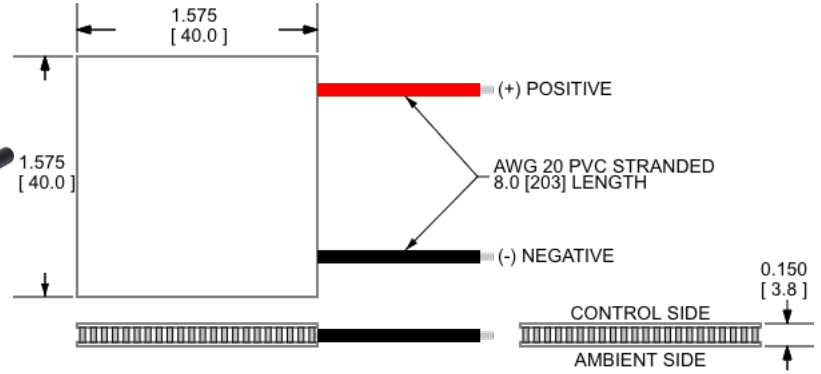 1.575
[ 40.0 ]
(+) POSITIVE
1.575
[ 40.0 ]
AWG 20 PVC STRANDED
8.0 [203] LENGTH
(-) NEGATIVE
0.150
[ 3.8 ]
CONTROL SIDE
AMBIENT SIDE